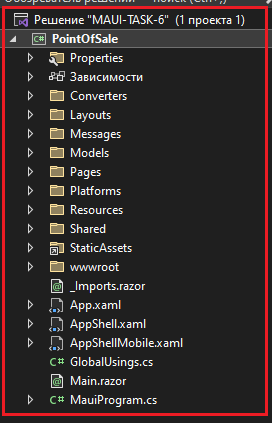 Решение "MAUI-TASK-6" (1 проекта 1)
PointOfSale
Properties
Зависимости
Converters
Layouts
Messages
Models
Pages
Platforms
Resources
Shared
StaticAssets
wwwroot
_Imports.razor
App.xaml
AppShell.xaml
AppShellMobile.xaml
C# GlobalUsings.cs
Main.razor
C# MauiProgram.cs